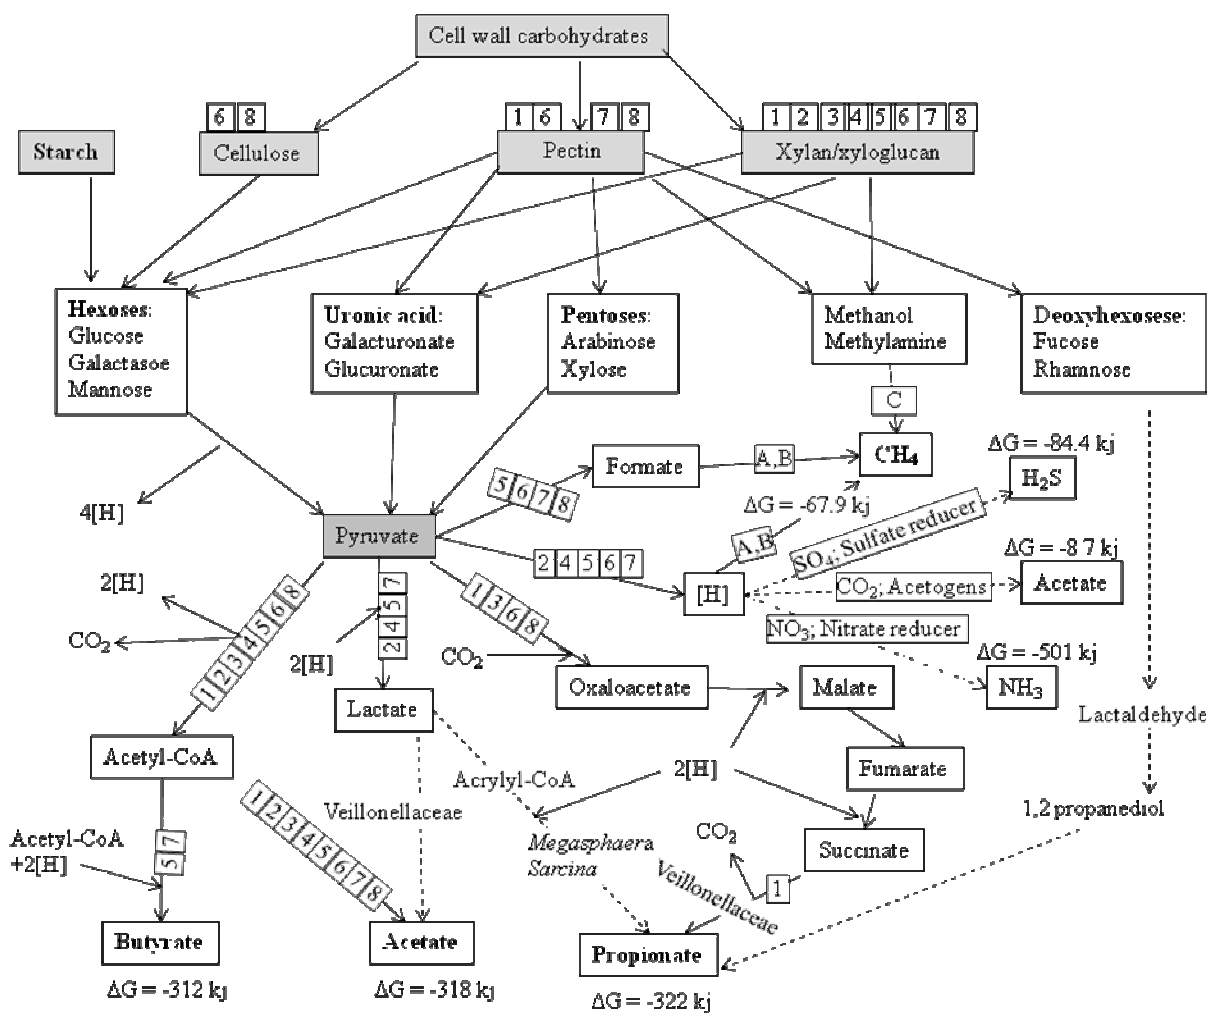 Cell wall carbohydrates
6 8
1 6 7 8
1 2 3 4 5 6 7 8
Starch
Cellulose
Pectin
Xylan/xyloglucan
Hexoses:
Glucose
Galactasoe
Mannose
Uronic acid:
Galacturonate
Glucuronate
Pentoses:
Arabinose
Xylose
Methanol
Methylamine
Deoxyhexosese:
Fucose
Rhamnose
C
4[H]
Pyruvate
5 6 7 8
Formate
A,B
CH4
ΔG = -84.4 kj
H2S
ΔG = -67.9 kj
A,B
SO4; Sulfate reducer
2 4 5 6 7
[H]
CO2; Acetogens
ΔG = -8 7 kj
Acetate
NO3; Nitrate reducer
ΔG = -501 kj
NH3
2[H]
CO2
1 2 3 4 5 6 8
2[H]
2 4 5 7
1 3 6 8
CO2
Oxaloacetate
Malate
Lactate
Lactaldehyde
Acetyl-CoA
Acrylyl-CoA
2[H]
Fumarate
1,2 propanediol
Veillonellaceae
1 2 3 4 5 6 7 8
Acetyl-CoA
+2[H]
5 7
Megasphaera
Sarcina
CO2
Succinate
1
Veillonellaceae
Butyrate
Acetate
Propionate
ΔG = -312 kj
ΔG = -318 kj
ΔG = -322 kj